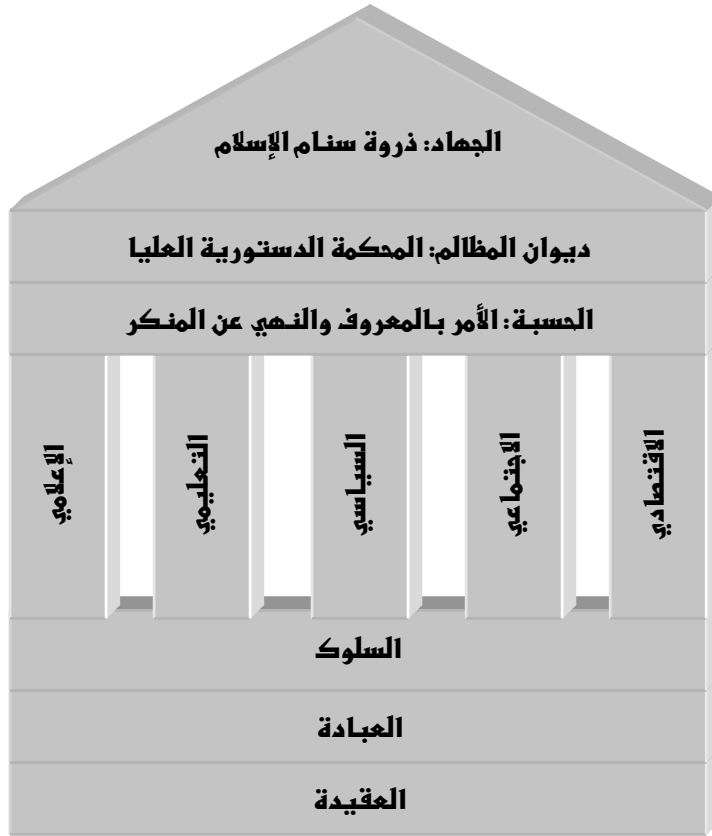 الجهاد: ذروة سنام الإسلام
ديوان المظالم: المحكمة الدستورية العليا
الحسبة: الأمر بالمعروف والنهي عن المنكر
الاقتصادي
الاجتماعي
السياسي
التعليمي
الإعلامي
السلوك
العبادة
العقيدة